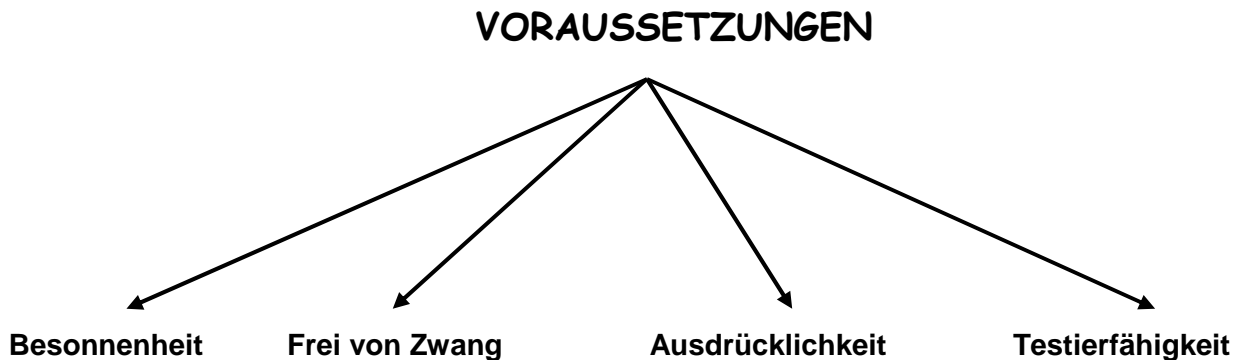 VORAUSSETZUNGEN
Besonnenheit Frei von Zwang Ausdrücklichkeit Testierfähigkeit